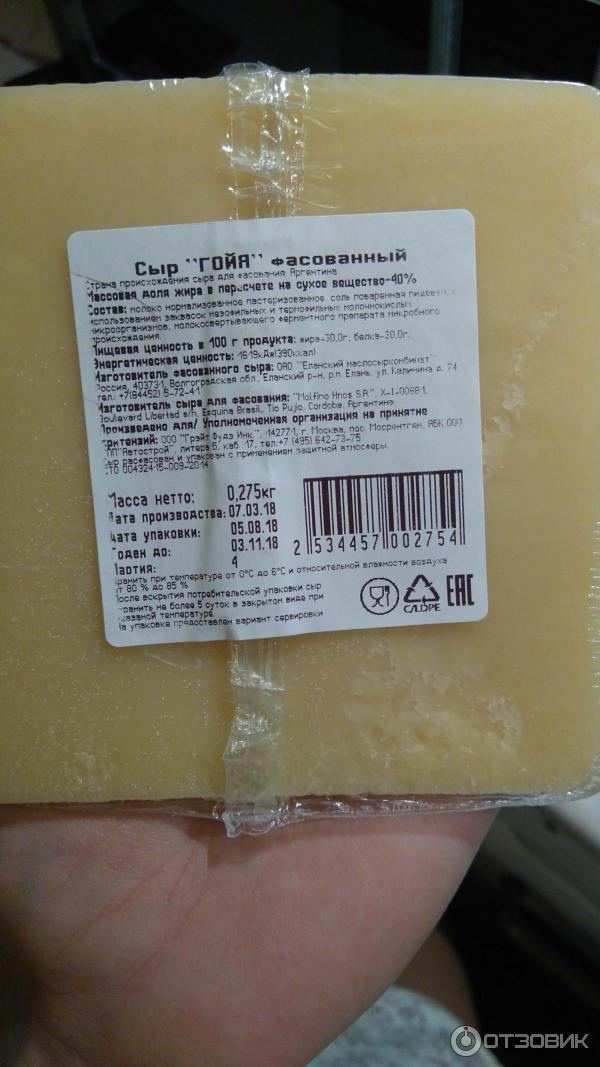 Сыр "ГОЙЯ" фасованный
Страна происхождения сыра для фасования: Аргентина
Массовая доля жира в пересчете на сухое вещество-40%
Состав: молоко нормализованное пастеризованное, соль поваренная пищевая, с
использованием заквасок мезофильных и термофильных молочнокислых
микроорганизмов, молокосвертывающего ферментного препарата микробного
происхождения.
Пищевая ценность в 100 г продукта: жира-30,0г; белка-30,0г.
Энергетическая ценность: 1619кДж(390ккал)
Изготовитель фасованного сыра: ОАО "Еланский маслосыркомбинат"
Россия, 403731, Волгоградская обл., Еланский р-н, р.п. Елань, ул. Калинина д. 74
тел.: +7(84452) 5-72-41
Изготовитель сыра для фасования: "Molfino Hnos S.A.", X-I-00681,
Boulevard Libertad s/n, Esquina Brasil, Tio Pujio, Cordoba, Аргентина
Произведено для/ Уполномоченная организация на принятие
претензий: ООО "Грэйт Фудз Инк.", 142771, г. Москва, пос. Мосрентген, АБК ООО
"ПП"Автострой", литера Б, каб. 17, тел.:+7 (495) 642-73-75
Сыр расфасован и упакован с применением защитной атмосферы.
СТО 00432415-009-2014
Масса нетто: 0,275кг
Дата производства: 07.03.18
Дата упаковки: 05.08.18
Годен до: 03.11.18
Партия: 4
2 534457 002754
Хранить при температуре от 0°С до 6°С и относительной влажности воздуха
от 80 % до 85 %
После вскрытия потребительской упаковки сыр
хранить не более 5 суток в закрытом виде при
указанной температуре.
На упаковке представлен вариант сервировки
C/LDPE
EAC
ОТЗОВИК